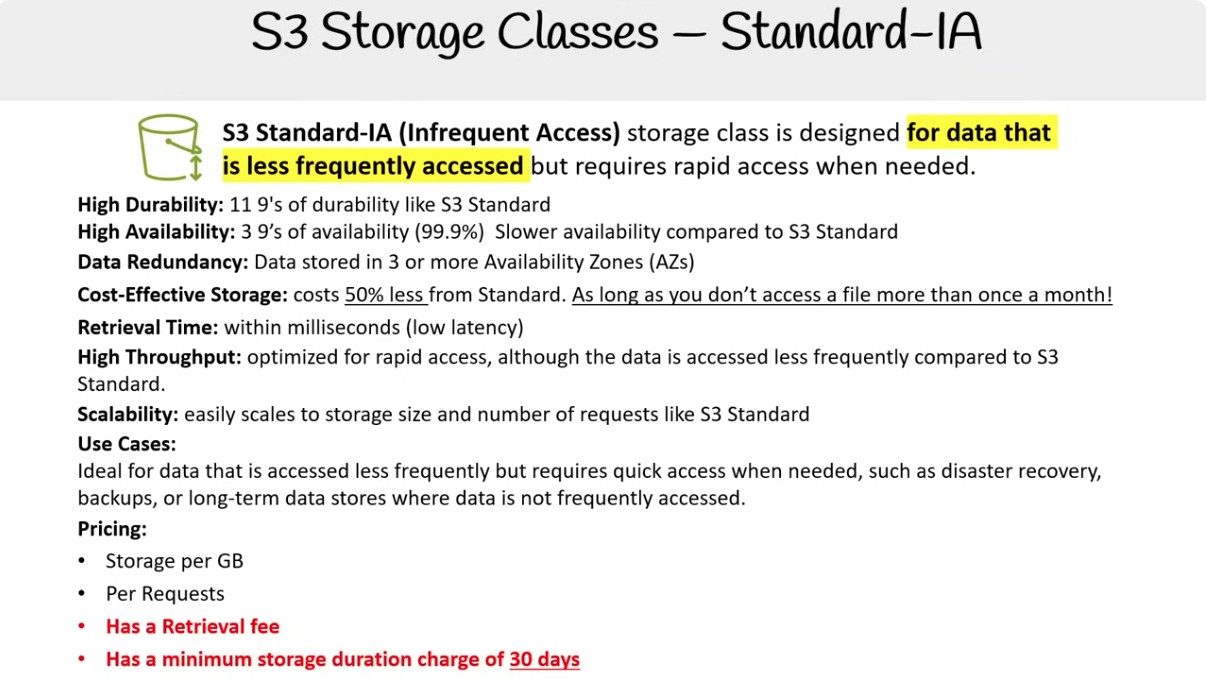 S3 Storage Classes – Standard-IA
S3 Standard-IA (Infrequent Access) storage class is designed for data that
is less frequently accessed but requires rapid access when needed.
High Durability: 11 9's of durability like S3 Standard
High Availability: 3 9’s of availability (99.9%)  Slower availability compared to S3 Standard
Data Redundancy: Data stored in 3 or more Availability Zones (AZs)
Cost-Effective Storage: costs 50% less from Standard. As long as you don’t access a file more than once a month!
Retrieval Time: within milliseconds (low latency)
High Throughput: optimized for rapid access, although the data is accessed less frequently compared to S3
Standard.
Scalability: easily scales to storage size and number of requests like S3 Standard
Use Cases:
Ideal for data that is accessed less frequently but requires quick access when needed, such as disaster recovery,
backups, or long-term data stores where data is not frequently accessed.
Pricing:
• Storage per GB
• Per Requests
• Has a Retrieval fee
• Has a minimum storage duration charge of 30 days